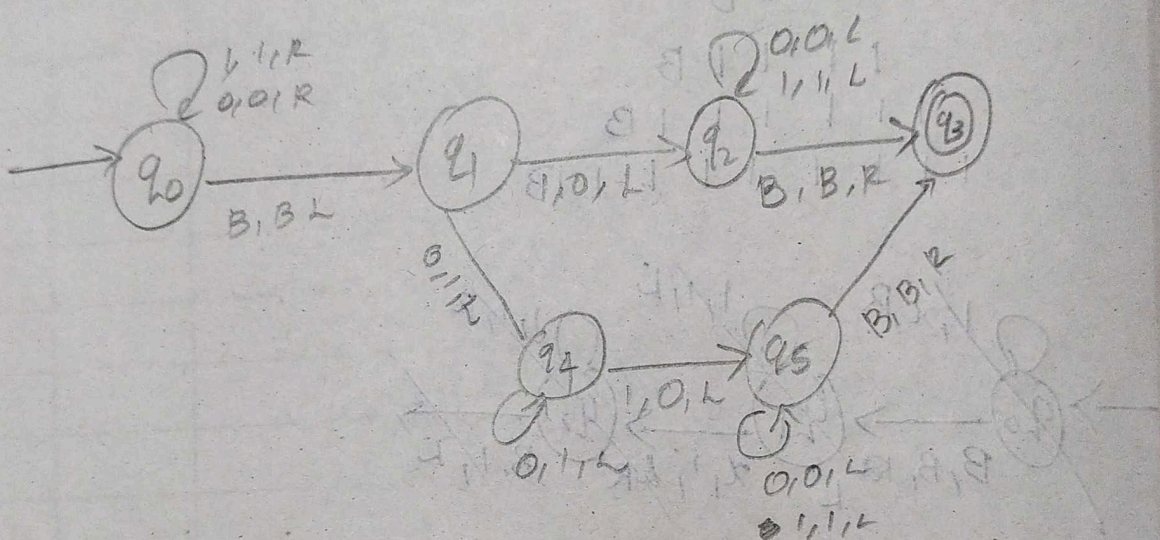 1, 1, R
0, 0, R
0, 0, L
1, 1, L
q0
q1
q2
q3
B, B L
B, 0, L
B, B, R
0, 1, L
B, B, R
q4
q5
1, 0, L
0, 1, L
0, 0, L
1, 1, L